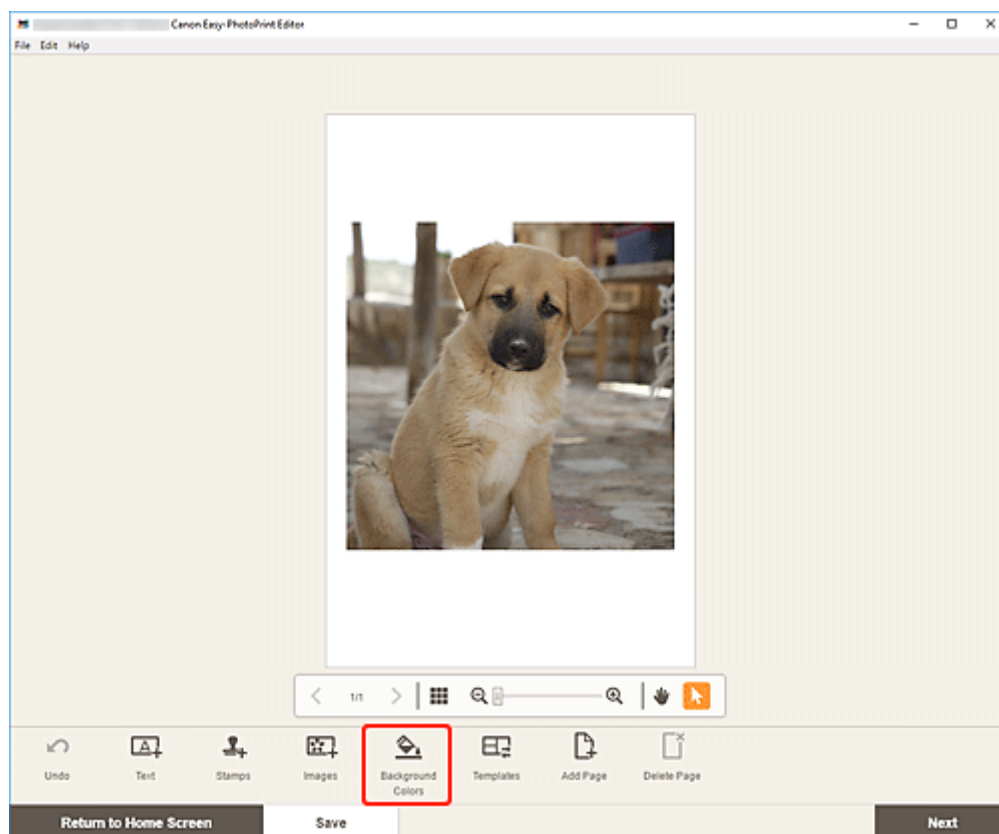 Canon Easy-PhotoPrint Editor
File Edit Help
1/1
Undo Text Stamps Images Background Colors Templates Add Page Delete Page
Return to Home Screen Save Next